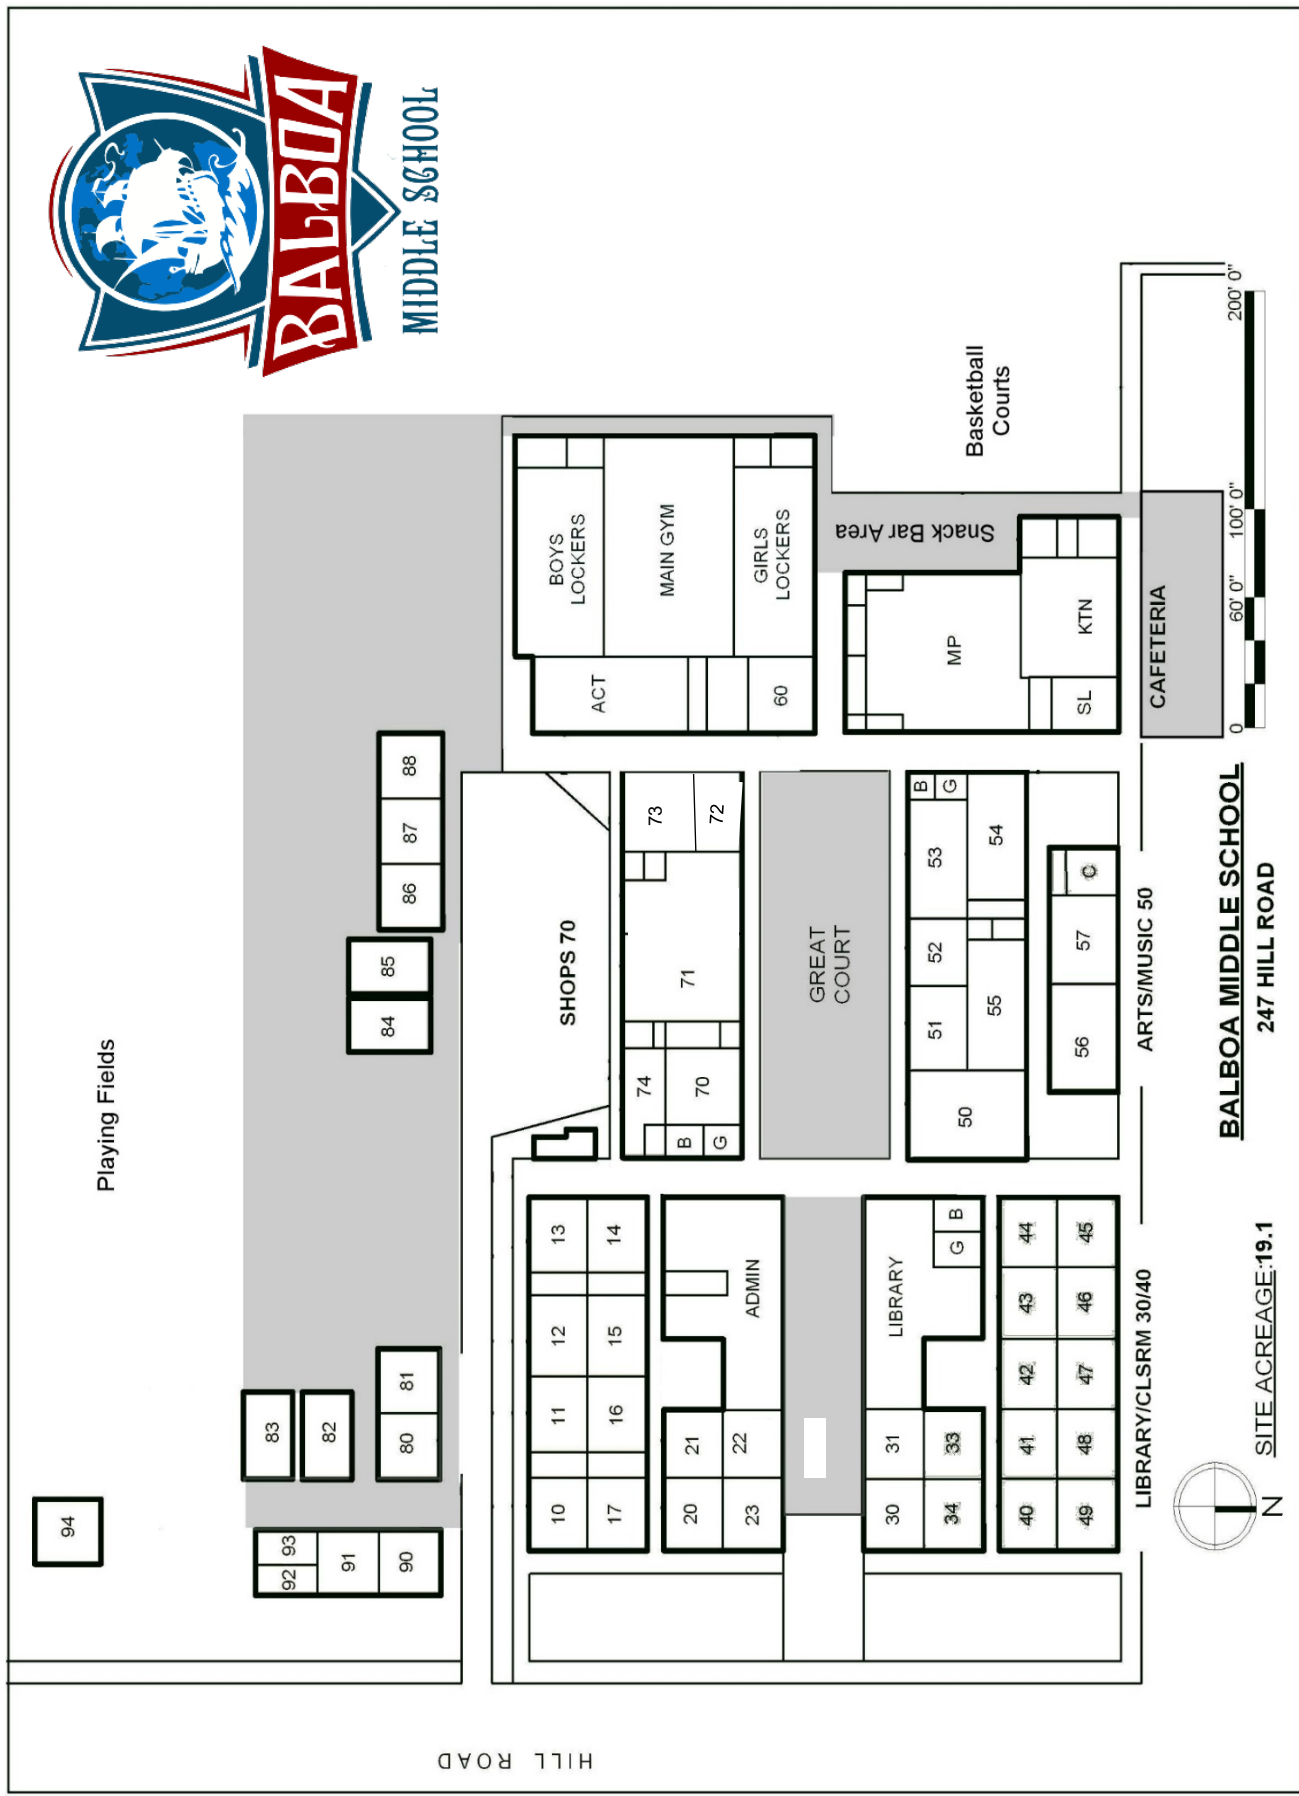 BALBOA
MIDDLE SCHOOL
Playing Fields
94
83
82
81
80
93
92
91
90
88
87
86
85
84
SHOPS 70
BOYS
LOCKERS
MAIN GYM
GIRLS
LOCKERS
ACT
60
Snack Bar Area
Basketball
Courts
MP
KTN
SL
CAFETERIA
73
72
71
74
70
B
G
GREAT
COURT
B
G
53
54
52
51
55
50
C
57
56
ARTS/MUSIC 50
13
14
12
15
11
16
10
17
ADMIN
21
22
20
23
LIBRARY
B
G
31
33
30
34
44
45
43
46
42
47
41
48
40
49
LIBRARY/CLSRM 30/40
HILL ROAD
0
60' 0"
100' 0"
200' 0"
BALBOA MIDDLE SCHOOL
247 HILL ROAD
SITE ACREAGE:19.1
N